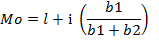 Mo = l + i (b1 / (b1 + b2))